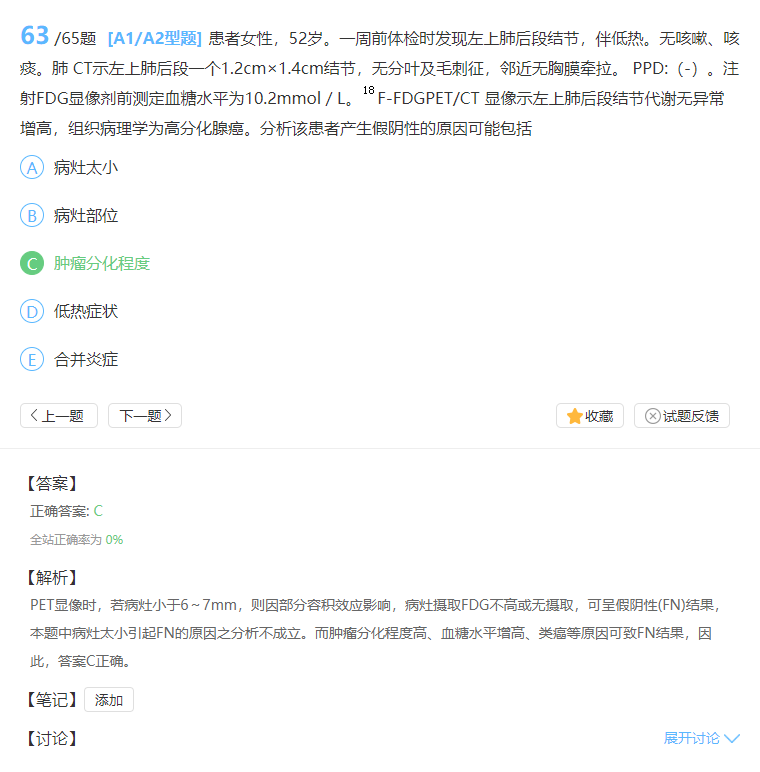 63 /65题 [A1/A2型题] 患者女性，52岁。一周前体检时发现左上肺后段结节，伴低热。无咳嗽、咳
痰。肺 CT示左上肺后段一个1.2cm×1.4cm结节，无分叶及毛刺征，邻近无胸膜牵拉。 PPD:（-）。注
射FDG显像剂前测定血糖水平为10.2mmol / L。 18 F-FDGPET/CT 显像示左上肺后段结节代谢无异常
增高，组织病理学为高分化腺癌。分析该患者产生假阴性的原因可能包括
A 病灶太小
B 病灶部位
C 肿瘤分化程度
D 低热症状
E 合并炎症
上一题 下一题 收藏 试题反馈
【答案】
正确答案: C
全站正确率为 0%
【解析】
PET显像时，若病灶小于6～7mm，则因部分容积效应影响，病灶摄取FDG不高或无摄取，可呈假阴性(FN)结果，
本题中病灶太小引起FN的原因之分析不成立。而肿瘤分化程度高、血糖水平增高、类癌等原因可致FN结果，因
此，答案C正确。
【笔记】 添加
【讨论】 展开讨论